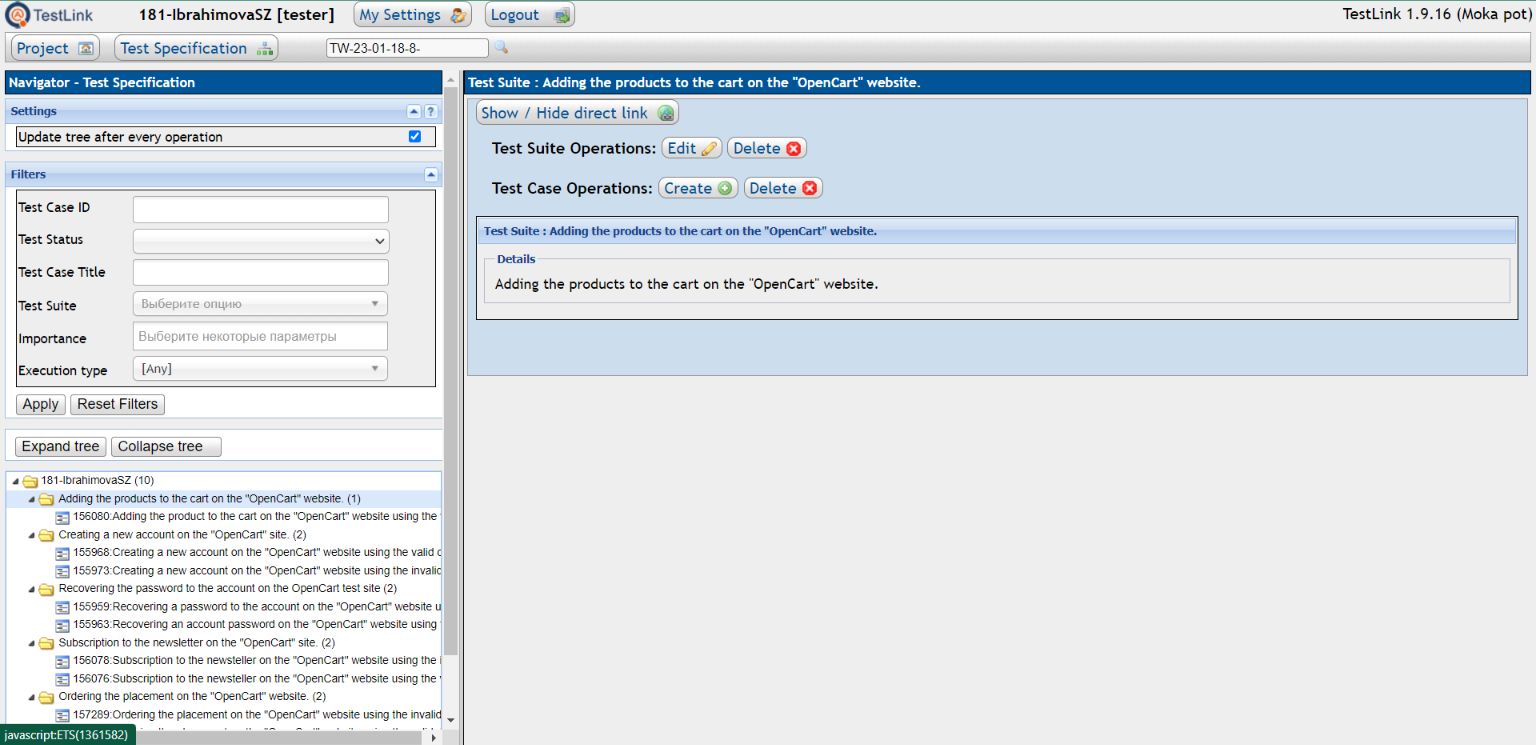 TestLink 181-IbrahimovaSZ [tester] My Settings Logout TestLink 1.9.16 (Moka pot)
Project Test Specification TW-23-01-18-8-
Navigator - Test Specification
Settings ?
Update tree after every operation
Filters
Test Case ID
Test Status
Test Case Title
Test Suite Выберите опцию
Importance Выберите некоторые параметры
Execution type [Any]
Apply Reset Filters
Expand tree Collapse tree
181-IbrahimovaSZ (10)
Adding the products to the cart on the "OpenCart" website. (1)
156080:Adding the product to the cart on the "OpenCart" website using the
Creating a new account on the "OpenCart" site. (2)
155968:Creating a new account on the "OpenCart" website using the valid
155973:Creating a new account on the "OpenCart" website using the invalid
Recovering the password to the account on the OpenCart test site (2)
155959:Recovering a password to the account on the "OpenCart" website
155963:Recovering an account password on the "OpenCart" website using
Subscription to the newsletter on the "OpenCart" site. (2)
156078:Subscription to the newsteller on the "OpenCart" website using the
156076:Subscription to the newsteller on the "OpenCart" website using the
Ordering the placement on the "OpenCart" website. (2)
157289:Ordering the placement on the "OpenCart" website using the invalid
javascript:ETS(1361582)
Test Suite : Adding the products to the cart on the "OpenCart" website.
Show / Hide direct link
Test Suite Operations: Edit Delete
Test Case Operations: Create Delete
Test Suite : Adding the products to the cart on the "OpenCart" website.
Details
Adding the products to the cart on the "OpenCart" website.